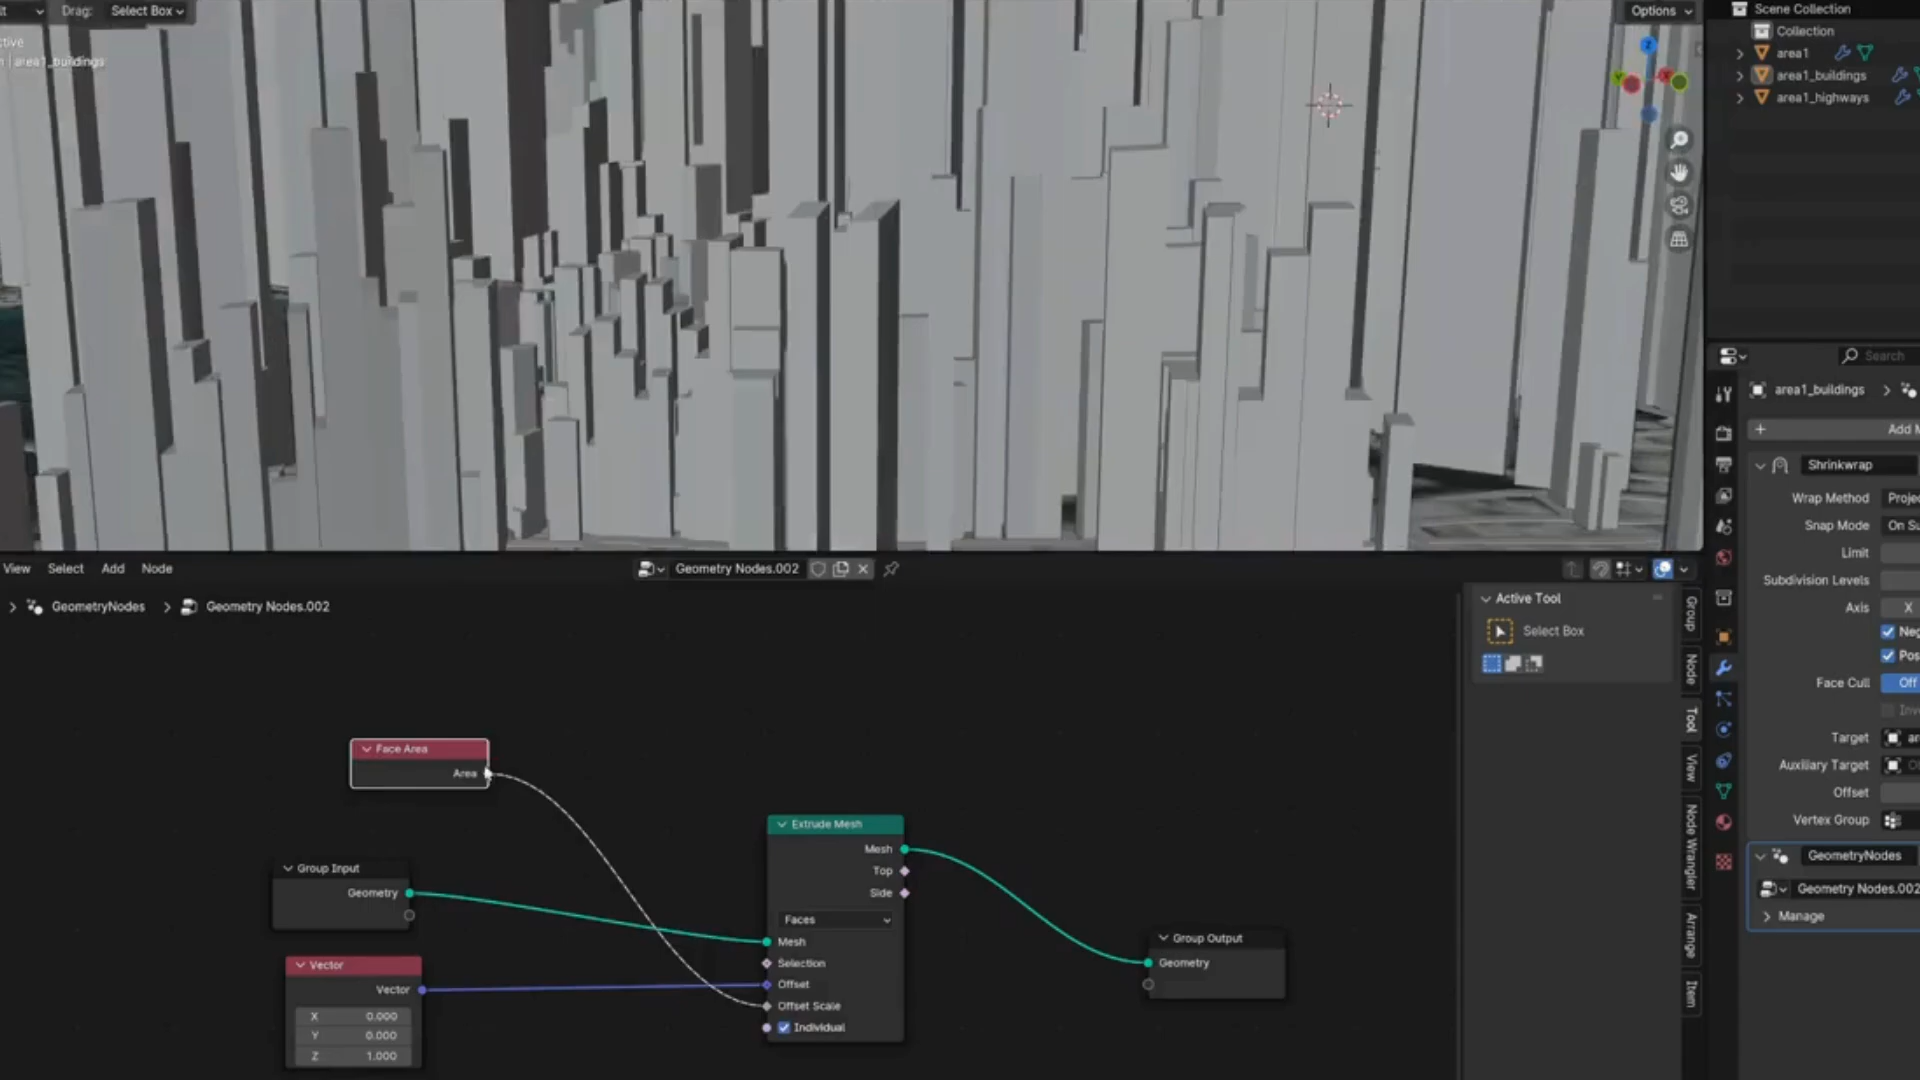 Drag: Select Box
Options
area1_buildings
Scene Collection
Collection
area1
area1_buildings
area1_highways
Search
area1_buildings
Shrinkwrap
Wrap Method
Snap Mode
Limit
Subdivision Levels
Axis X
Face Cull Off
Target
Auxiliary Target
Offset
Vertex Group
GeometryNodes
Geometry Nodes.002
Manage
View Select Add Node
Geometry Nodes.002
GeometryNodes
Geometry Nodes.002
Active Tool
Select Box
Group
Node
Tool
View
Node Wrangler
Arrange
Item
Face Area
Area
Group Input
Geometry
Vector
Vector
X 0.000
Y 0.000
Z 1.000
Extrude Mesh
Mesh
Top
Side
Faces
Mesh
Selection
Offset
Offset Scale
Individual
Group Output
Geometry